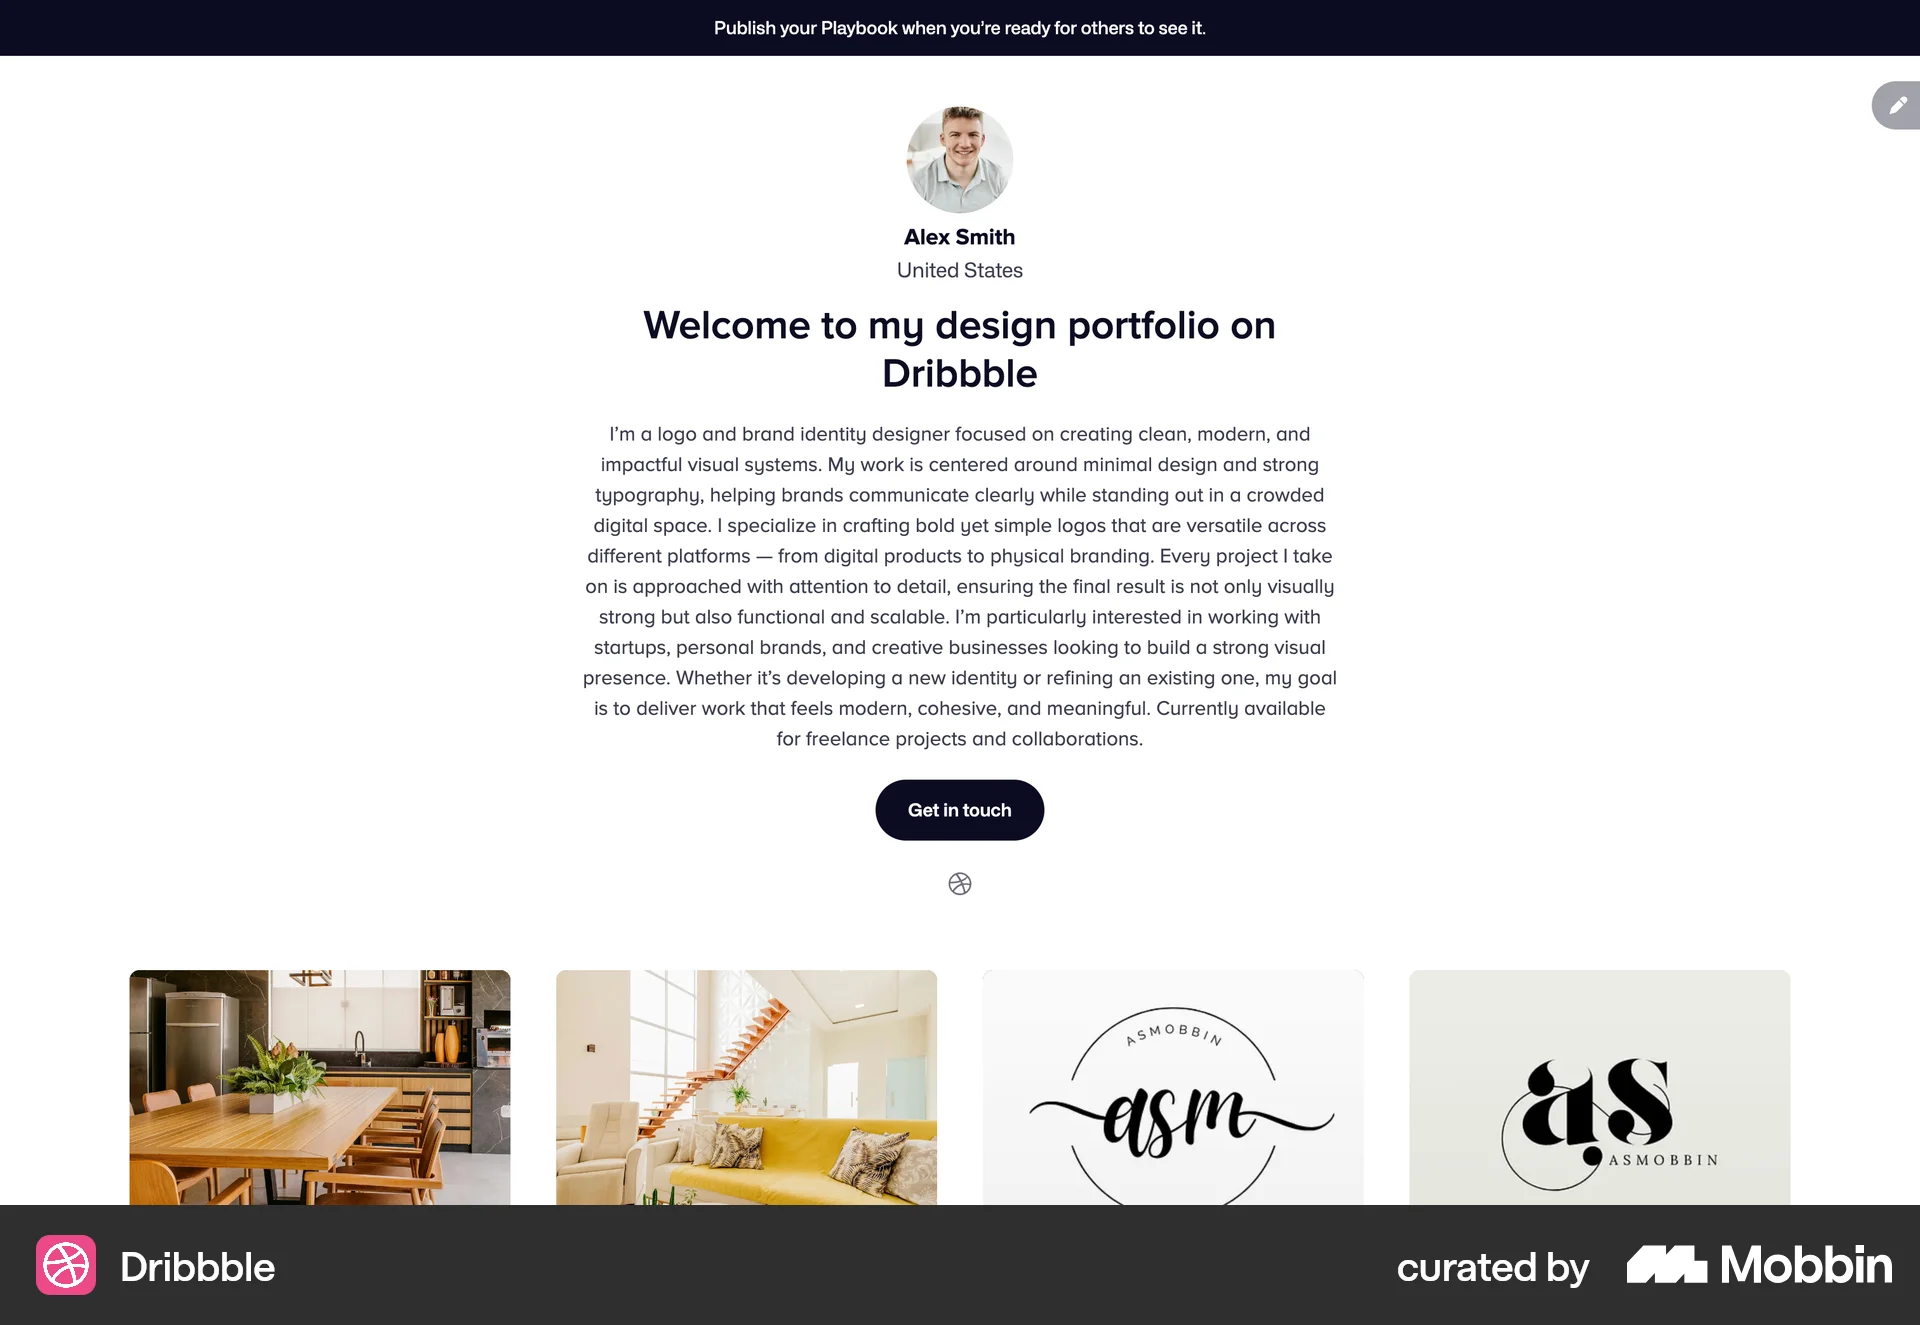 Publish your Playbook when you’re ready for others to see it.
Alex Smith
United States
Welcome to my design portfolio on
Dribbble
I’m a logo and brand identity designer focused on creating clean, modern, and
impactful visual systems. My work is centered around minimal design and strong
typography, helping brands communicate clearly while standing out in a crowded
digital space. I specialize in crafting bold yet simple logos that are versatile across
different platforms — from digital products to physical branding. Every project I take
on is approached with attention to detail, ensuring the final result is not only visually
strong but also functional and scalable. I’m particularly interested in working with
startups, personal brands, and creative businesses looking to build a strong visual
presence. Whether it’s developing a new identity or refining an existing one, my goal
is to deliver work that feels modern, cohesive, and meaningful. Currently available
for freelance projects and collaborations.
Get in touch
ASMOBBIN
asm
as
ASMOBBIN
Dribbble
curated by
Mobbin